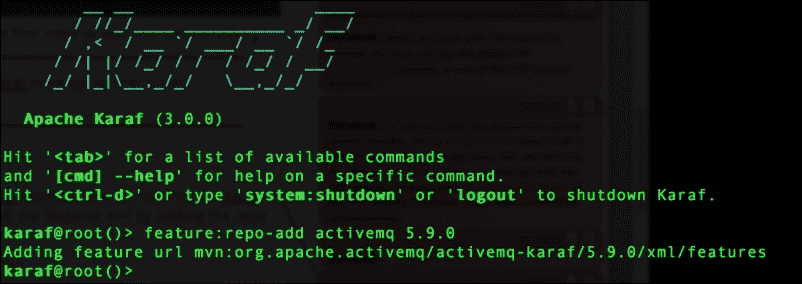 Karaf
Apache Karaf (3.0.0)
Hit '<tab>' for a list of available commands
and '[cmd] --help' for help on a specific command.
Hit '<ctrl-d>' or type 'system:shutdown' or 'logout' to shutdown Karaf.
karaf@root()> feature:repo-add activemq 5.9.0
Adding feature url mvn:org.apache.activemq/activemq-karaf/5.9.0/xml/features
karaf@root()>